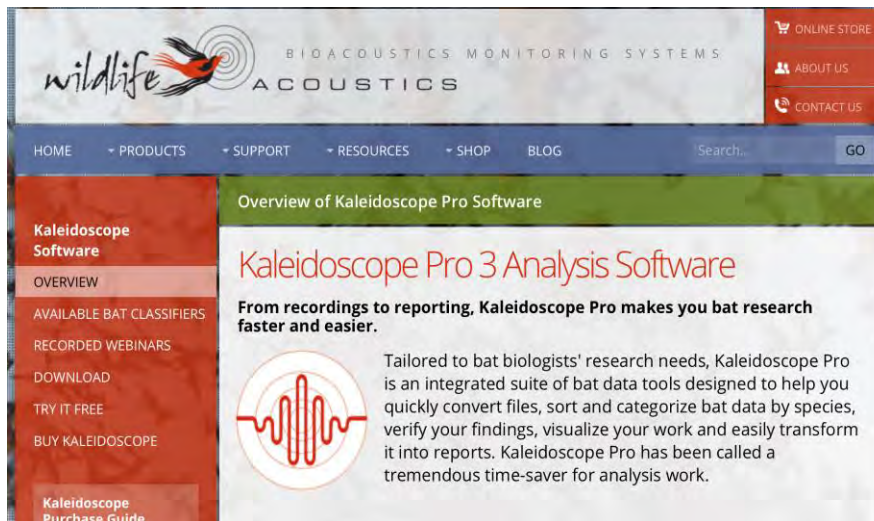 wildlife
BIOACOUSTICS MONITORING SYSTEMS
ACOUSTICS
ONLINE STORE
ABOUT US
CONTACT US
HOME PRODUCTS SUPPORT RESOURCES SHOP BLOG Search.. GO
Kaleidoscope
Software
OVERVIEW
AVAILABLE BAT CLASSIFIERS
RECORDED WEBINARS
DOWNLOAD
TRY IT FREE
BUY KALEIDOSCOPE
Kaleidoscope
Purchase Guide
Overview of Kaleidoscope Pro Software
Kaleidoscope Pro 3 Analysis Software
From recordings to reporting, Kaleidoscope Pro makes you bat research
faster and easier.
Tailored to bat biologists' research needs, Kaleidoscope Pro
is an integrated suite of bat data tools designed to help you
quickly convert files, sort and categorize bat data by species,
verify your findings, visualize your work and easily transform
it into reports. Kaleidoscope Pro has been called a
tremendous time-saver for analysis work.